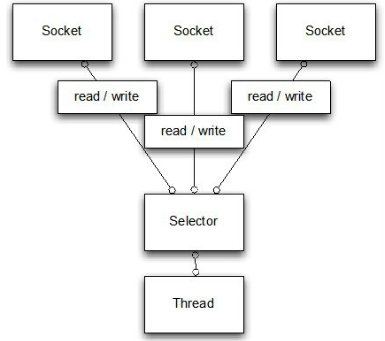 Socket
Socket
Socket
read / write
read / write
read / write
Selector
Thread